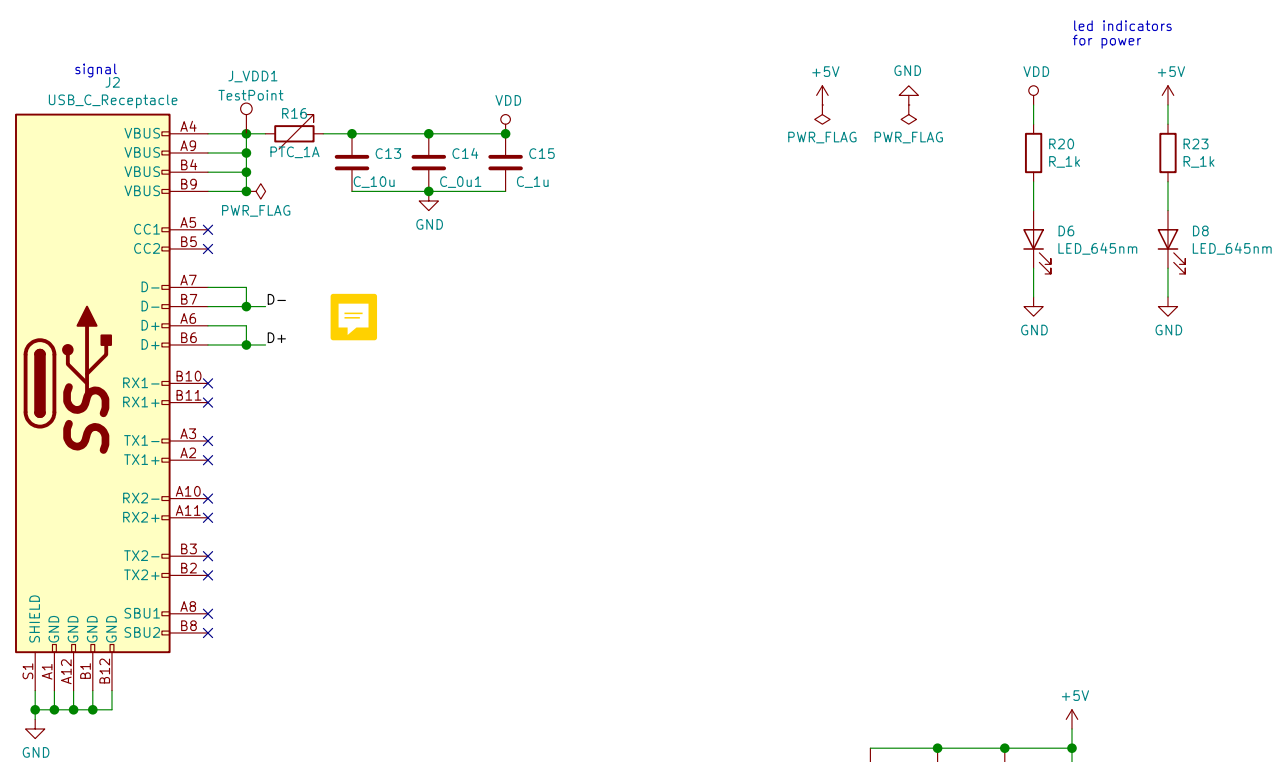 led indicators
for power
signal
J2
USB_C_Receptacle
J_VDD1
TestPoint
R16
PTC_1A
VDD
C13
C_10u
C14
C_0u1
C15
C_1u
GND
PWR_FLAG
+5V
PWR_FLAG
GND
PWR_FLAG
VDD
R20
R_1k
D6
LED_645nm
GND
+5V
R23
R_1k
D8
LED_645nm
GND
VBUS A4
VBUS A9
VBUS B4
VBUS B9
CC1 A5
CC2 B5
D- A7
D- B7 D-
D+ A6
D+ B6 D+
RX1- B10
RX1+ B11
TX1- A3
TX1+ A2
RX2- A10
RX2+ A11
TX2- B3
TX2+ B2
SBU1 A8
SBU2 B8
SHIELD S1
GND A1
GND A12
GND B1
GND B12
SS
GND
+5V